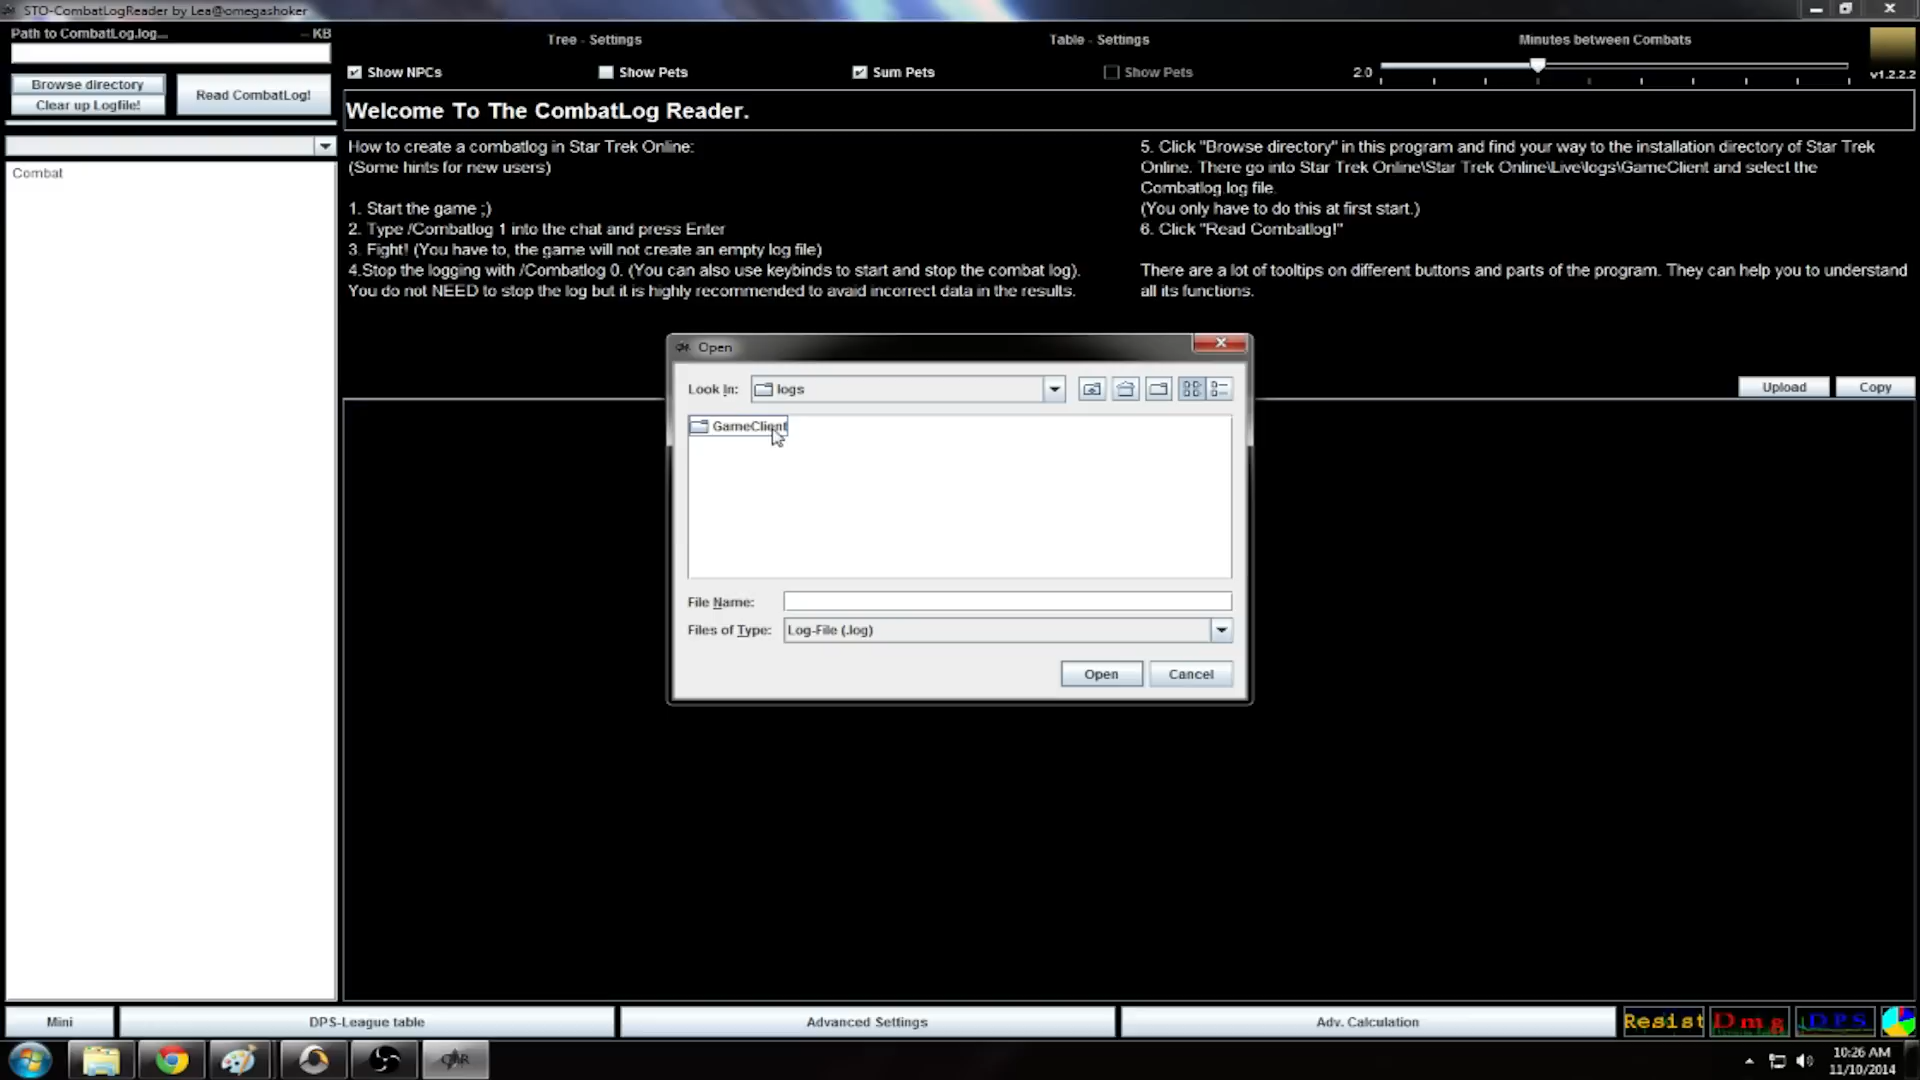 STO-CombatLogReader by Lea@omegashoker
Path to CombatLog.log... -- KB
Browse directory
Clear up Logfile!
Read CombatLog!
Combat
Tree - Settings
Show NPCs
Show Pets
Table - Settings
Sum Pets
Show Pets
Minutes between Combats
2.0
v1.2.2.2
Welcome To The CombatLog Reader.
How to create a combatlog in Star Trek Online:
(Some hints for new users)
1. Start the game ;)
2. Type /Combatlog 1 into the chat and press Enter
3. Fight! (You have to, the game will not create an empty log file)
4.Stop the logging with /Combatlog 0. (You can also use keybinds to start and stop the combat log).
You do not NEED to stop the log but it is highly recommended to avaid incorrect data in the results.
5. Click "Browse directory" in this program and find your way to the installation directory of Star Trek
Online. There go into Star Trek Online\Star Trek Online\Live\logs\GameClient and select the
Combatlog.log file.
(You only have to do this at first start.)
6. Click "Read Combatlog!"
There are a lot of tooltips on different buttons and parts of the program. They can help you to understand
all its functions.
Upload
Copy
Open
Look In:
logs
GameClient
File Name:
Files of Type:
Log-File (.log)
Open
Cancel
Mini
DPS-League table
Advanced Settings
Adv. Calculation
Resist
Dmg
DPS
10:26 AM
11/10/2014